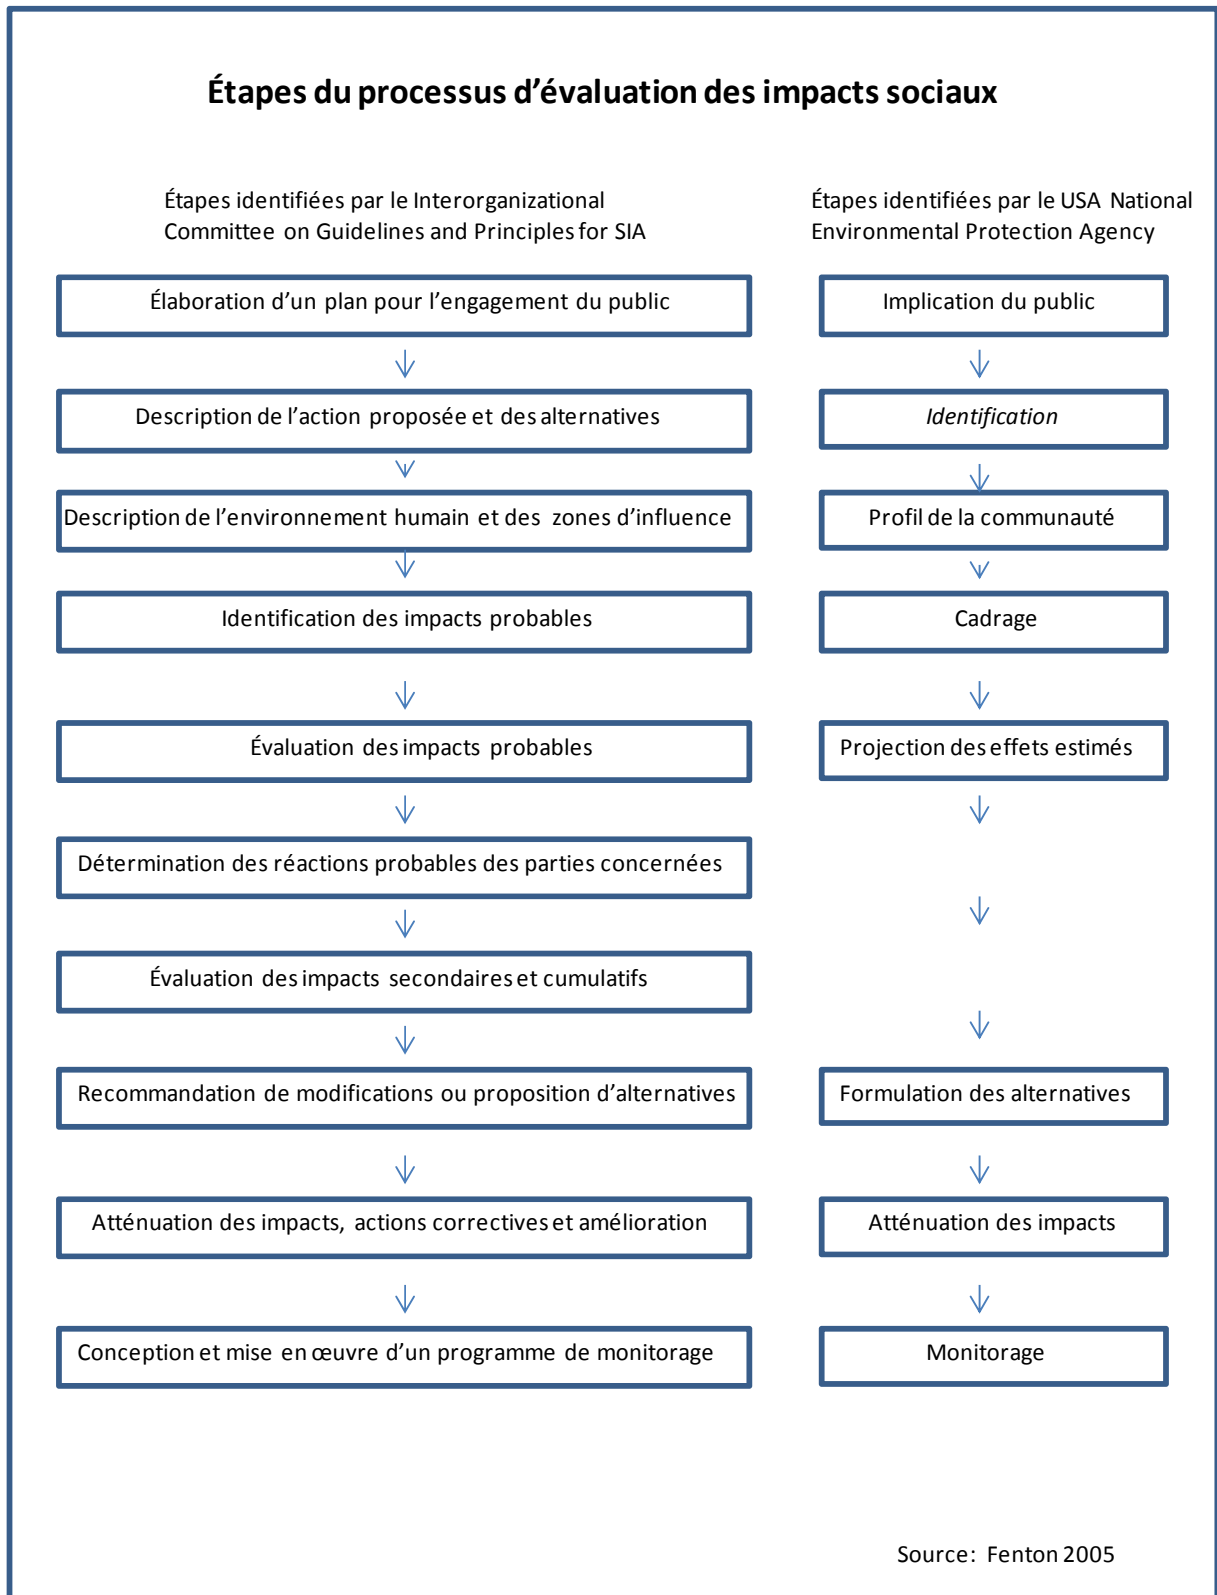 Étapes du processus d’évaluation des impacts sociaux
Étapes identifiées par le Interorganizational
Committee on Guidelines and Principles for SIA
Étapes identifiées par le USA National
Environmental Protection Agency
Élaboration d’un plan pour l’engagement du public
Implication du public
Description de l’action proposée et des alternatives
Identification
Description de l’environnement humain et des zones d’influence
Profil de la communauté
Identification des impacts probables
Cadrage
Évaluation des impacts probables
Projection des effets estimés
Détermination des réactions probables des parties concernées
Évaluation des impacts secondaires et cumulatifs
Recommandation de modifications ou proposition d’alternatives
Formulation des alternatives
Atténuation des impacts, actions correctives et amélioration
Atténuation des impacts
Conception et mise en œuvre d’un programme de monitorage
Monitorage
Source: Fenton 2005